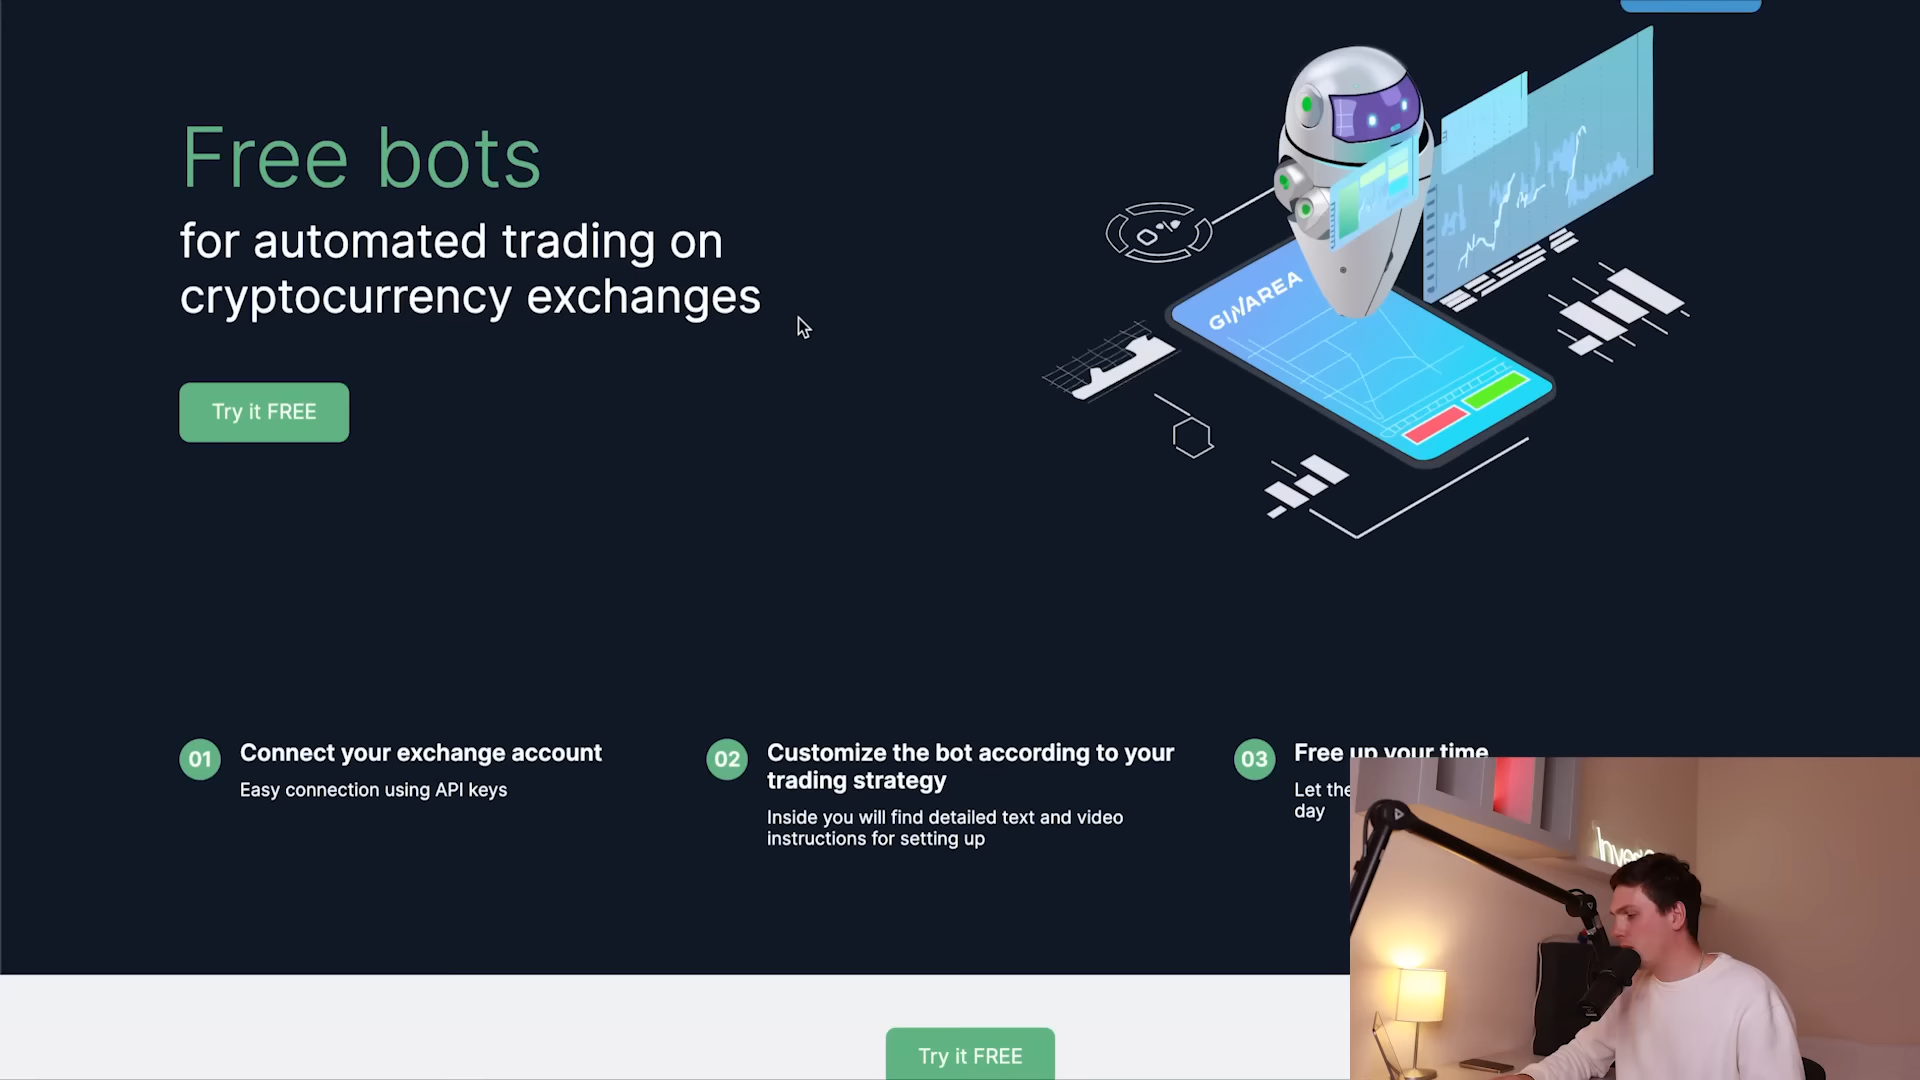 Free bots
for automated trading on
cryptocurrency exchanges
Try it FREE
GINAREA
01
Connect your exchange account
Easy connection using API keys
02
Customize the bot according to your
trading strategy
Inside you will find detailed text and video
instructions for setting up
03
Free up your time
Let the
day
Try it FREE